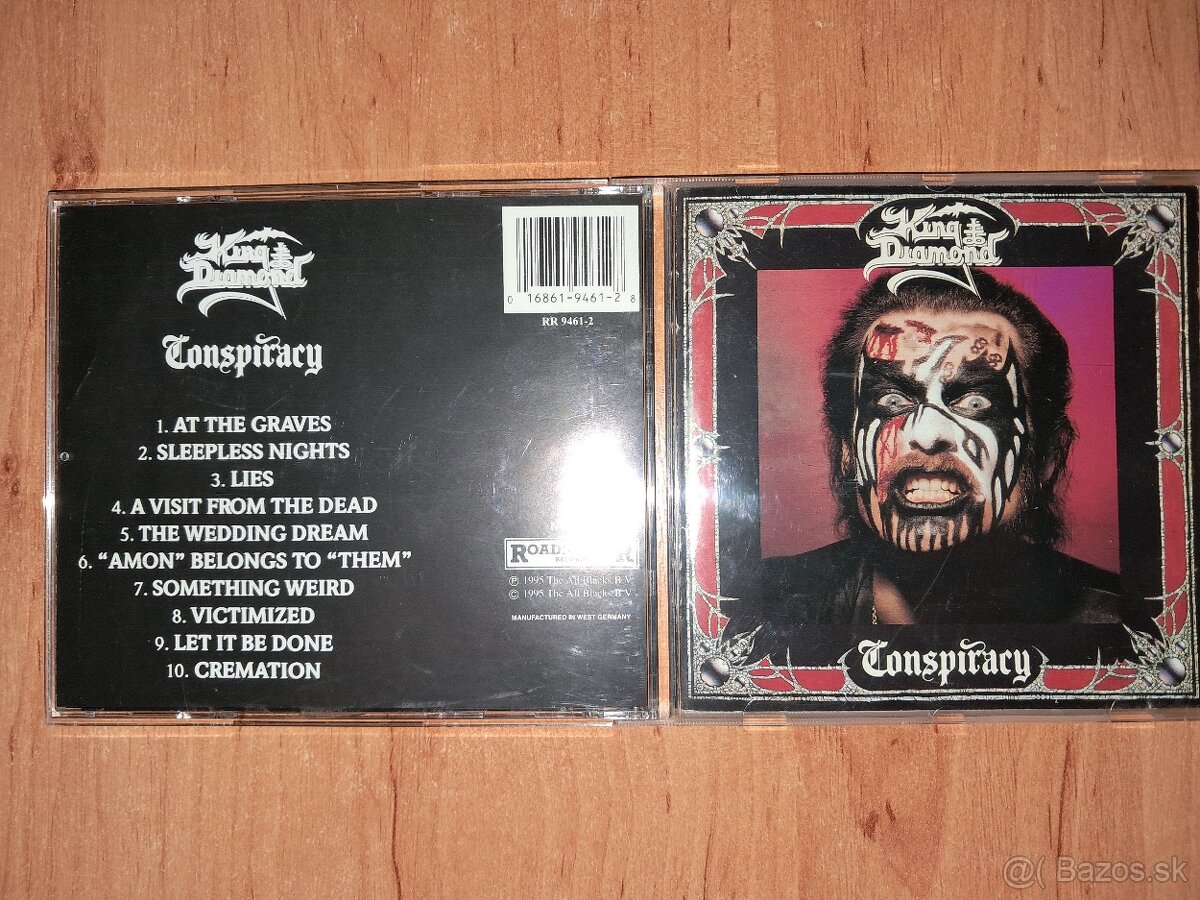 King
Diamond
Conspiracy
0 16861-9461-2 8
RR 9461-2
1. AT THE GRAVES
2. SLEEPLESS NIGHTS
3. LIES
4. A VISIT FROM THE DEAD
5. THE WEDDING DREAM
6. “AMON” BELONGS TO “THEM”
7. SOMETHING WEIRD
8. VICTIMIZED
9. LET IT BE DONE
10. CREMATION
℗ 1995 The All Blacks B.V.
© 1995 The All Blacks B.V.
MANUFACTURED IN WEST GERMANY
King
Diamond
Conspiracy
@( Bazos.sk